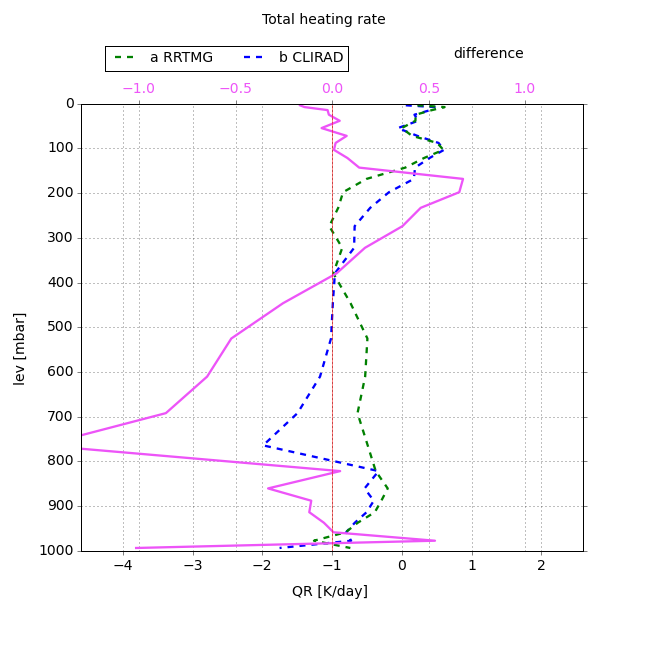 Total heating rate
a RRTMG b CLIRAD difference
−1.0 −0.5 0.0 0.5 1.0
0
100
200
300
400
500
600
700
800
900
1000
lev [mbar]
−4 −3 −2 −1 0 1 2
QR [K/day]